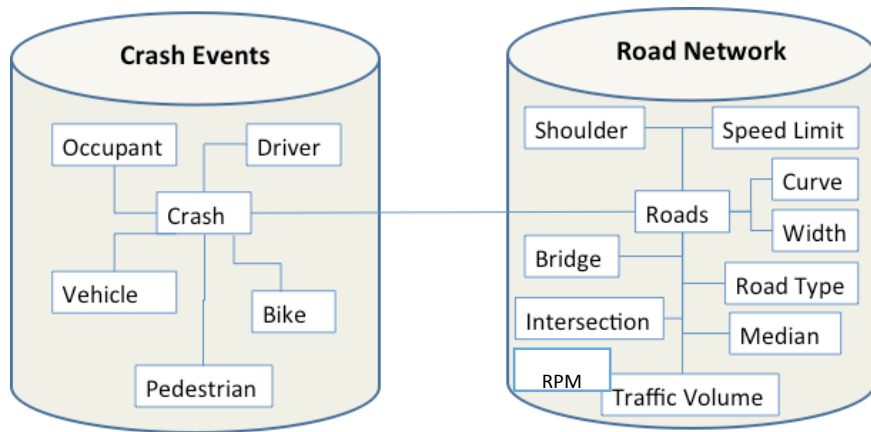 Crash Events
Occupant
Driver
Crash
Vehicle
Bike
Pedestrian
Road Network
Shoulder
Speed Limit
Curve
Roads
Width
Bridge
Road Type
Intersection
Median
RPM
Traffic Volume